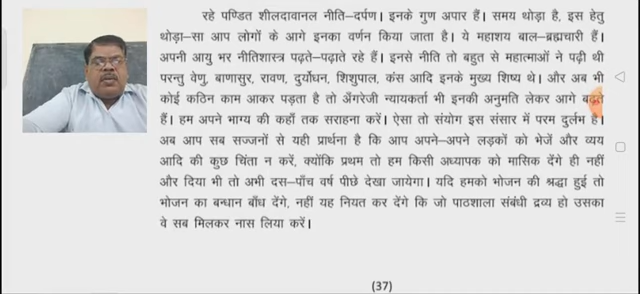 रहे पण्डित शीलदावानल नीति–दर्पण। इनके गुण अपार हैं। समय थोड़ा है, इस हेतु
थोड़ा–सा आप लोगों के आगे इनका वर्णन किया जाता है। ये महाशय बाल–ब्रह्मचारी हैं।
अपनी आयु भर नीतिशास्त्र पढ़ते–पढ़ाते रहे हैं। इनसे नीति तो बहुत से महात्माओं ने पढ़ी थी
परन्तु वेणु, बाणासुर, रावण, दुर्योधन, शिशुपाल, कंस आदि इनके मुख्य शिष्य थे। और अब भी
कोई कठिन काम आकर पड़ता है तो अँगरेजी न्यायकर्ता भी इनकी अनुमति लेकर आगे बढ़ते
हैं। हम अपने भाग्य की कहाँ तक सराहना करें। ऐसा तो संयोग इस संसार में परम दुर्लभ है।
अब आप सब सज्जनों से यही प्रार्थना है कि आप अपने–अपने लड़कों को भेजें और व्यय
आदि की कुछ चिंता न करें, क्योंकि प्रथम तो हम किसी अध्यापक को मासिक देंगे ही नहीं
और दिया भी तो अभी दस–पाँच वर्ष पीछे देखा जायेगा। यदि हमको भोजन की श्रद्धा हुई तो
भोजन का बन्धान बाँध देंगे, नहीं यह नियत कर देंगे कि जो पाठशाला संबंधी द्रव्य हो उसका
वे सब मिलकर नास लिया करें।
(37)